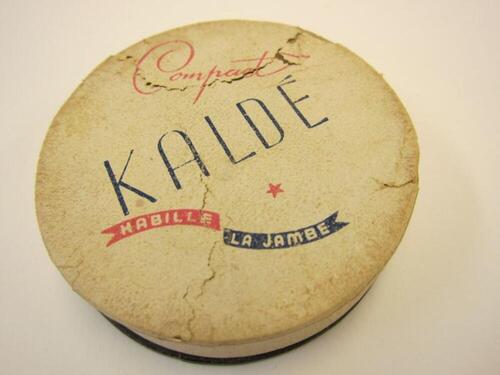 Compact
KALDÉ
HABILLE
LA JAMBE